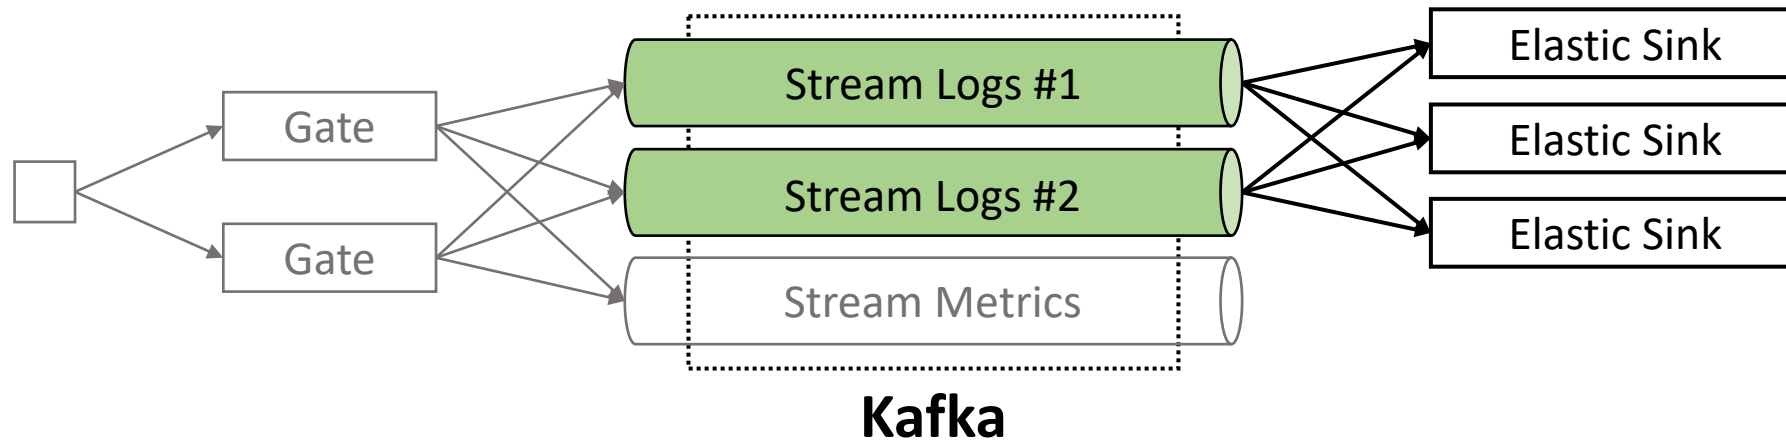 Gate
Gate
Stream Logs #1
Stream Logs #2
Stream Metrics
Kafka
Elastic Sink
Elastic Sink
Elastic Sink